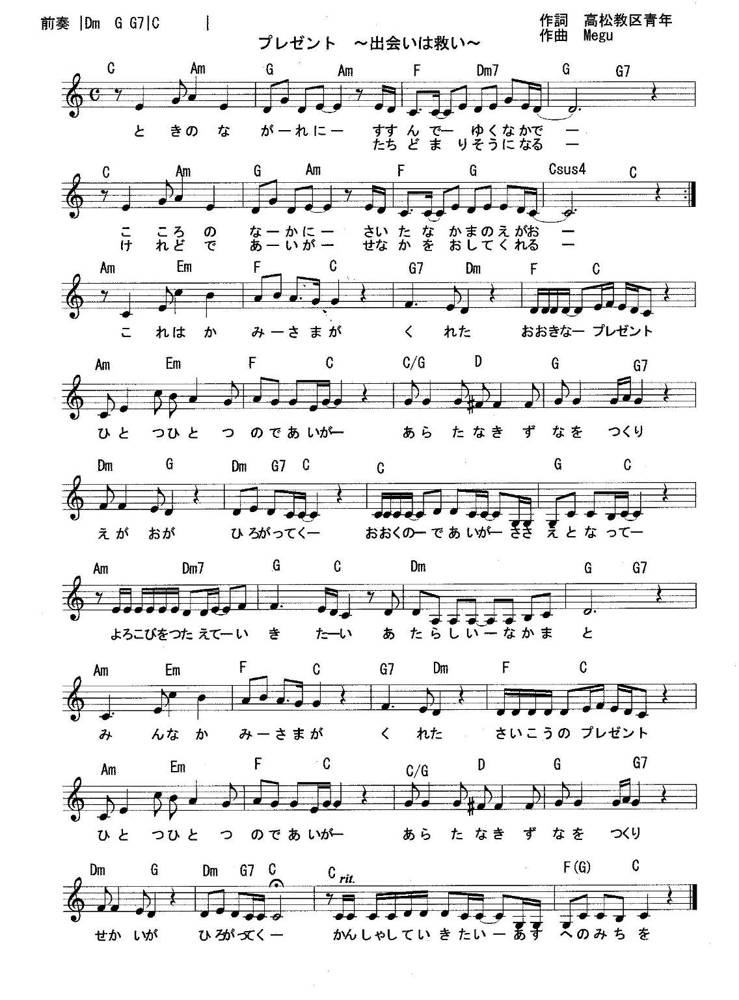 前奏 |Dm G G7|C |
作詞 高松教区青年
作曲 Megu
プレゼント ～出会いは救い～
C Am G Am F Dm7 G G7
と きの な がーれにー すす んでー ゆくなかで ー
たち どま りそうになる ー
C Am G Am F G Csus4 C
こ ころ の なーかにー さいた な かまのえがお ー
け れど で あーいがー せなか を おしてくれる ー
Am Em F C G7 Dm F C
こ れは か みーさまが く れた おおきなー プレゼント
Am Em F C C/G D G G7
ひと つひと つ のであいがー あら たなき ずなを つくり
Dm G Dm G7 C C G C
えが おが ひろがってくー おおくのーであいがーささ えとなってー
Am Dm7 G C Dm G G7
よろこびをつた えてーい き たーい あ たらしいーなかま と
Am Em F C G7 Dm F C
み んな か みーさまが く れた さいこうの プレゼント
Am Em F C C/G D G G7
ひと つひと つ のであいがー あら たなき ずなを つくり
Dm G Dm G7 C C rit. F(G) C
せか いが ひろがってくー かんしゃしていきたいーあす へのみちを